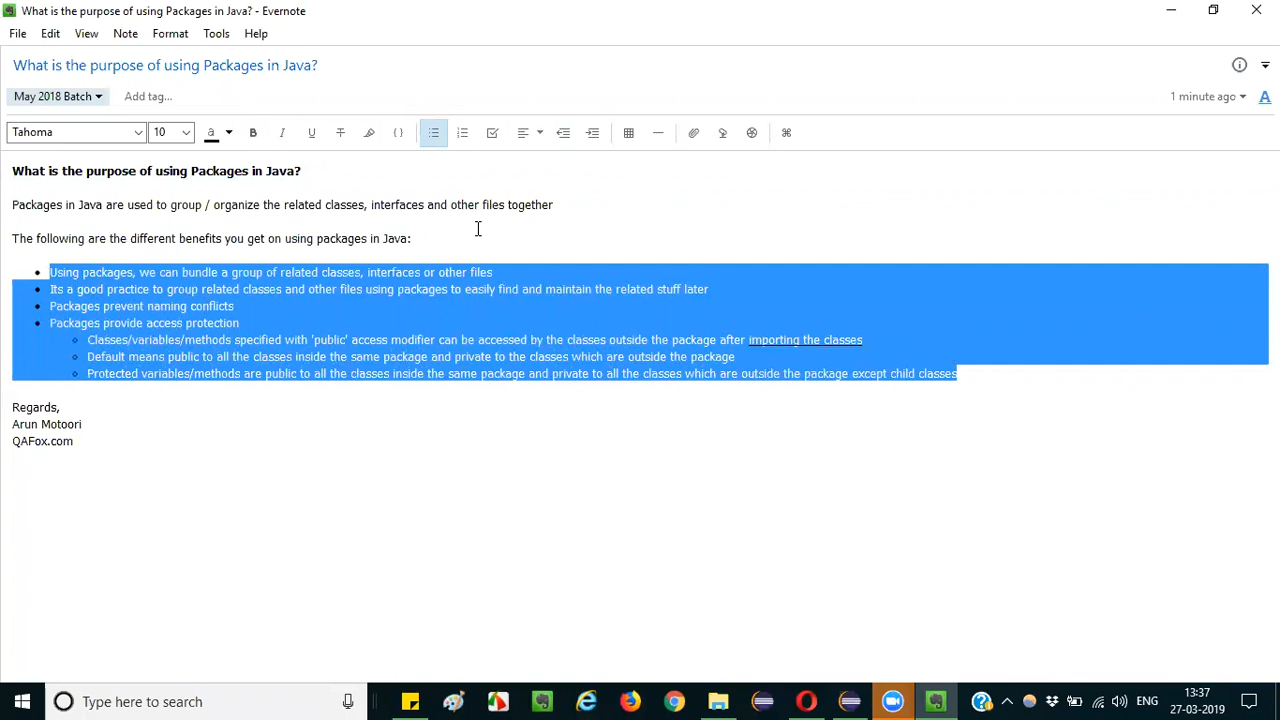 What is the purpose of using Packages in Java? - Evernote
File Edit View Note Format Tools Help
What is the purpose of using Packages in Java?
May 2018 Batch Add tag... 1 minute ago
Tahoma 10
What is the purpose of using Packages in Java?
Packages in Java are used to group / organize the related classes, interfaces and other files together
The following are the different benefits you get on using packages in Java:
Using packages, we can bundle a group of related classes, interfaces or other files
Its a good practice to group related classes and other files using packages to easily find and maintain the related stuff later
Packages prevent naming conflicts
Packages provide access protection
Classes/variables/methods specified with 'public' access modifier can be accessed by the classes outside the package after importing the classes
Default means public to all the classes inside the same package and private to the classes which are outside the package
Protected variables/methods are public to all the classes inside the same package and private to all the classes which are outside the package except child classes
Regards,
Arun Motoori
QAFox.com
Type here to search
ENG
13:37
27-03-2019